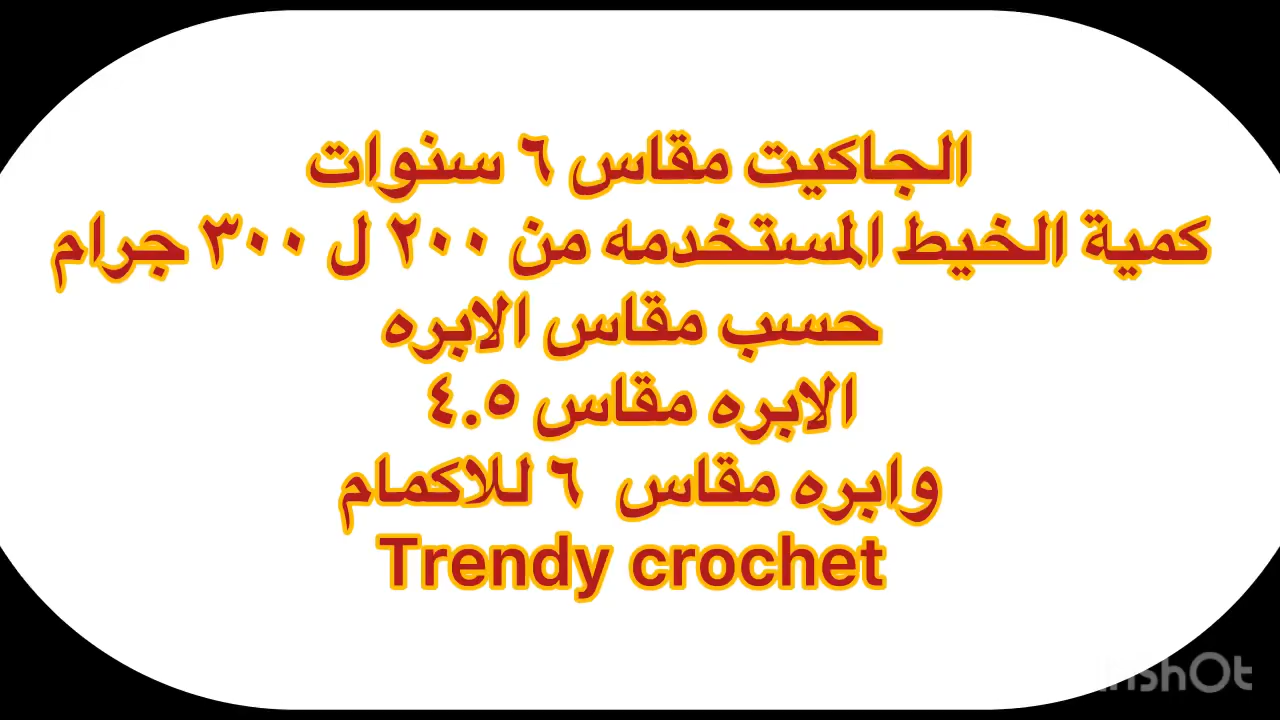 الجاكيت مقاس ٦ سنوات
كمية الخيط المستخدمه من ٢٠٠ ل ٣٠٠ جرام
حسب مقاس الابره
الابره مقاس ٤.٥
وابره مقاس ٦ للاكمام
Trendy crochet
InshOt